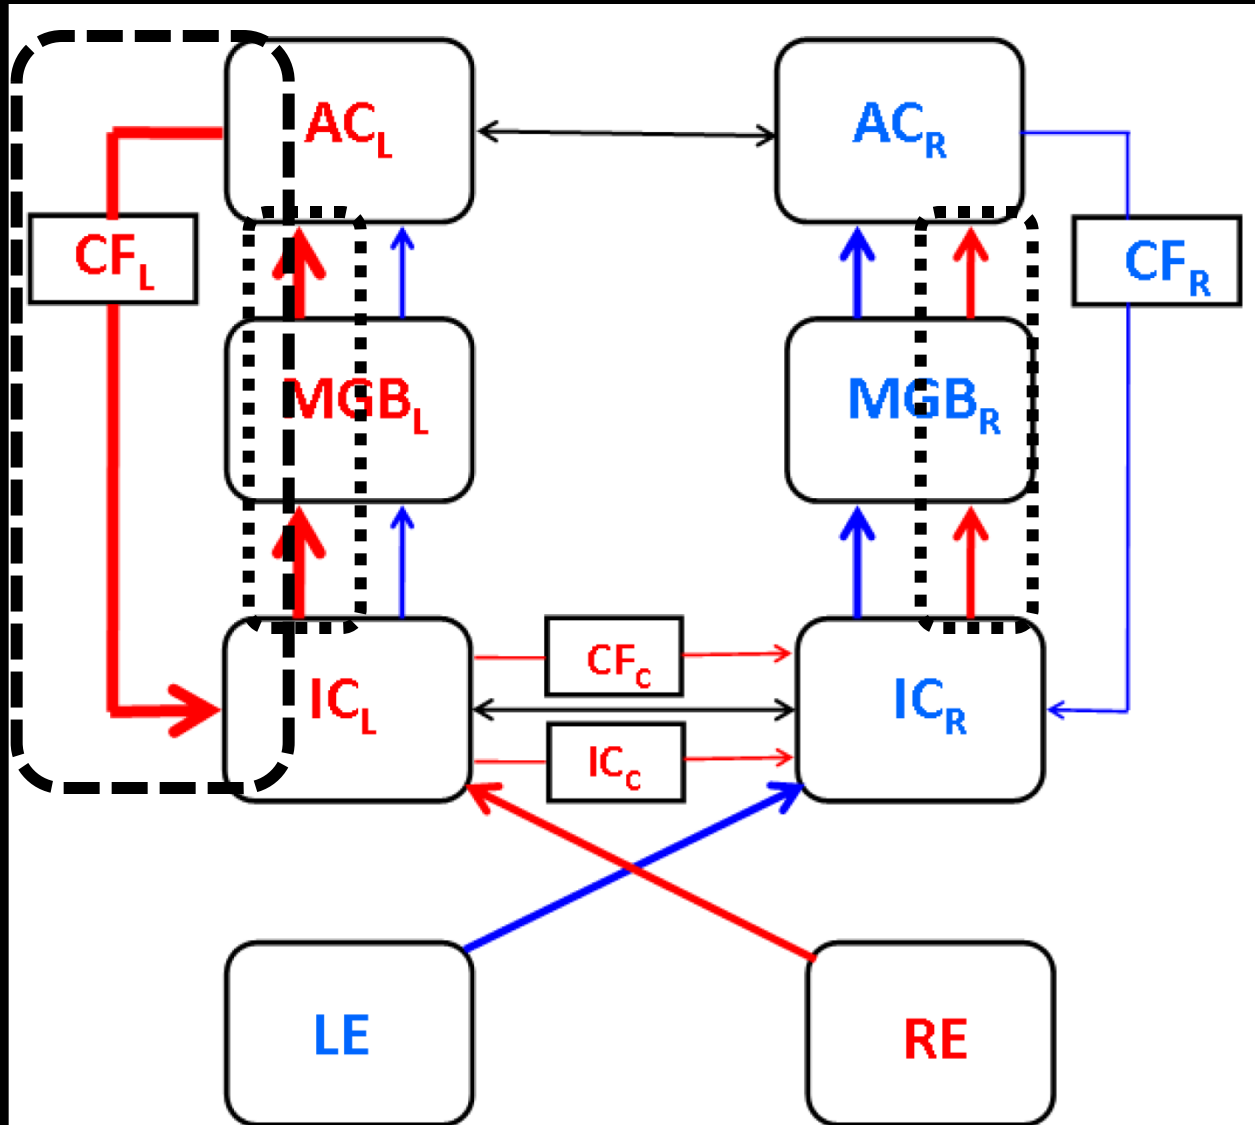 AC_L
AC_R
CF_L
CF_R
MGB_L
MGB_R
CF_C
IC_L
IC_R
IC_C
LE
RE